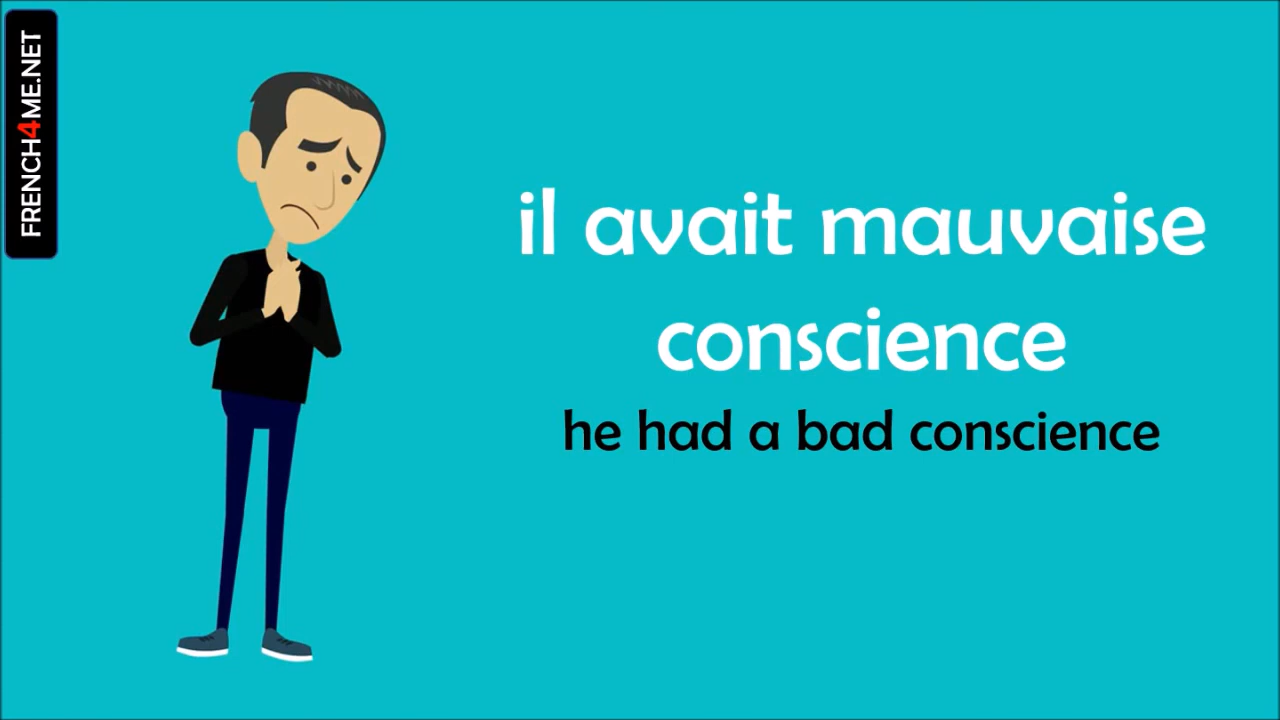 FRENCH4ME.NET
il avait mauvaise
conscience
he had a bad conscience